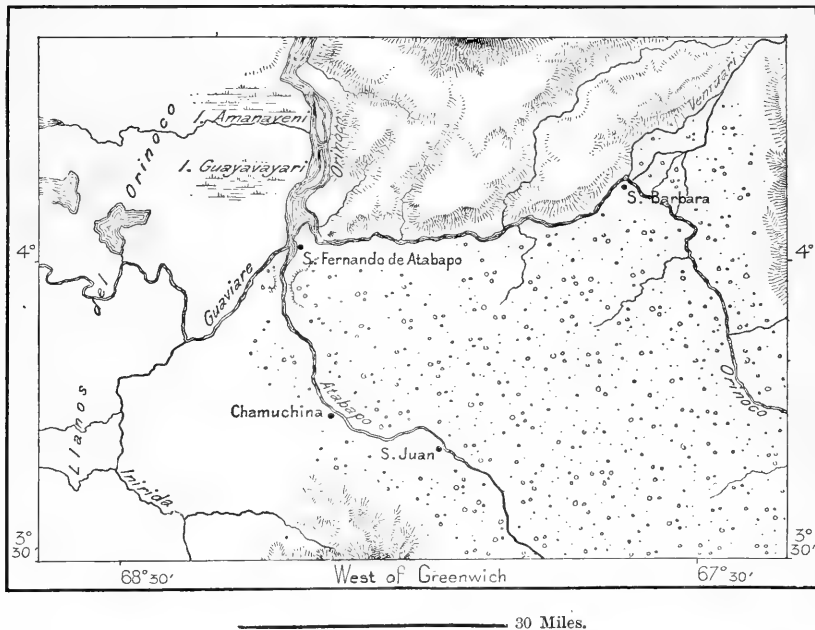 I. Amanaveni
I. Guayavayari
Orinoco
Orinoco
Ventuari
S. Barbara
4°
4°
S. Fernando de Atabapo
Guaviare
Llanos del Orinoco
Atabapo
Chamuchina
S. Juan
Inirida
3°
30'
3°
30'
68°30'
West of Greenwich
67°30'
30 Miles.